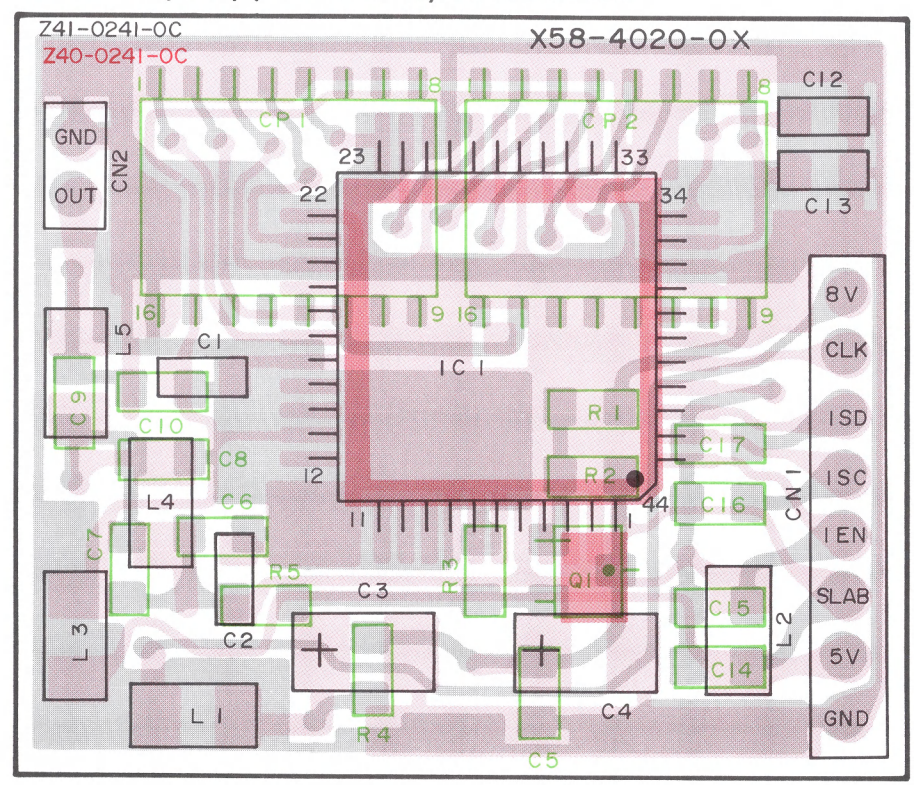 Z41-0241-0C
X58-4020-0X
Z40-0241-0C
1 8 1 8
C12
CP1 CP2
GND
CN2
OUT
23 33
22 34
C13
16 9 16 9
8V
L5
C1
CLK
IC1
C9
R1
ISD
C10
C17
C8
12
R2
ISC
CN1
L4
C6
44
C16
11 1
C7
IEN
R5
R3
Q1
C3
SLAB
C15
L2
L3
C2
5V
C14
L1
C4
GND
R4
C5